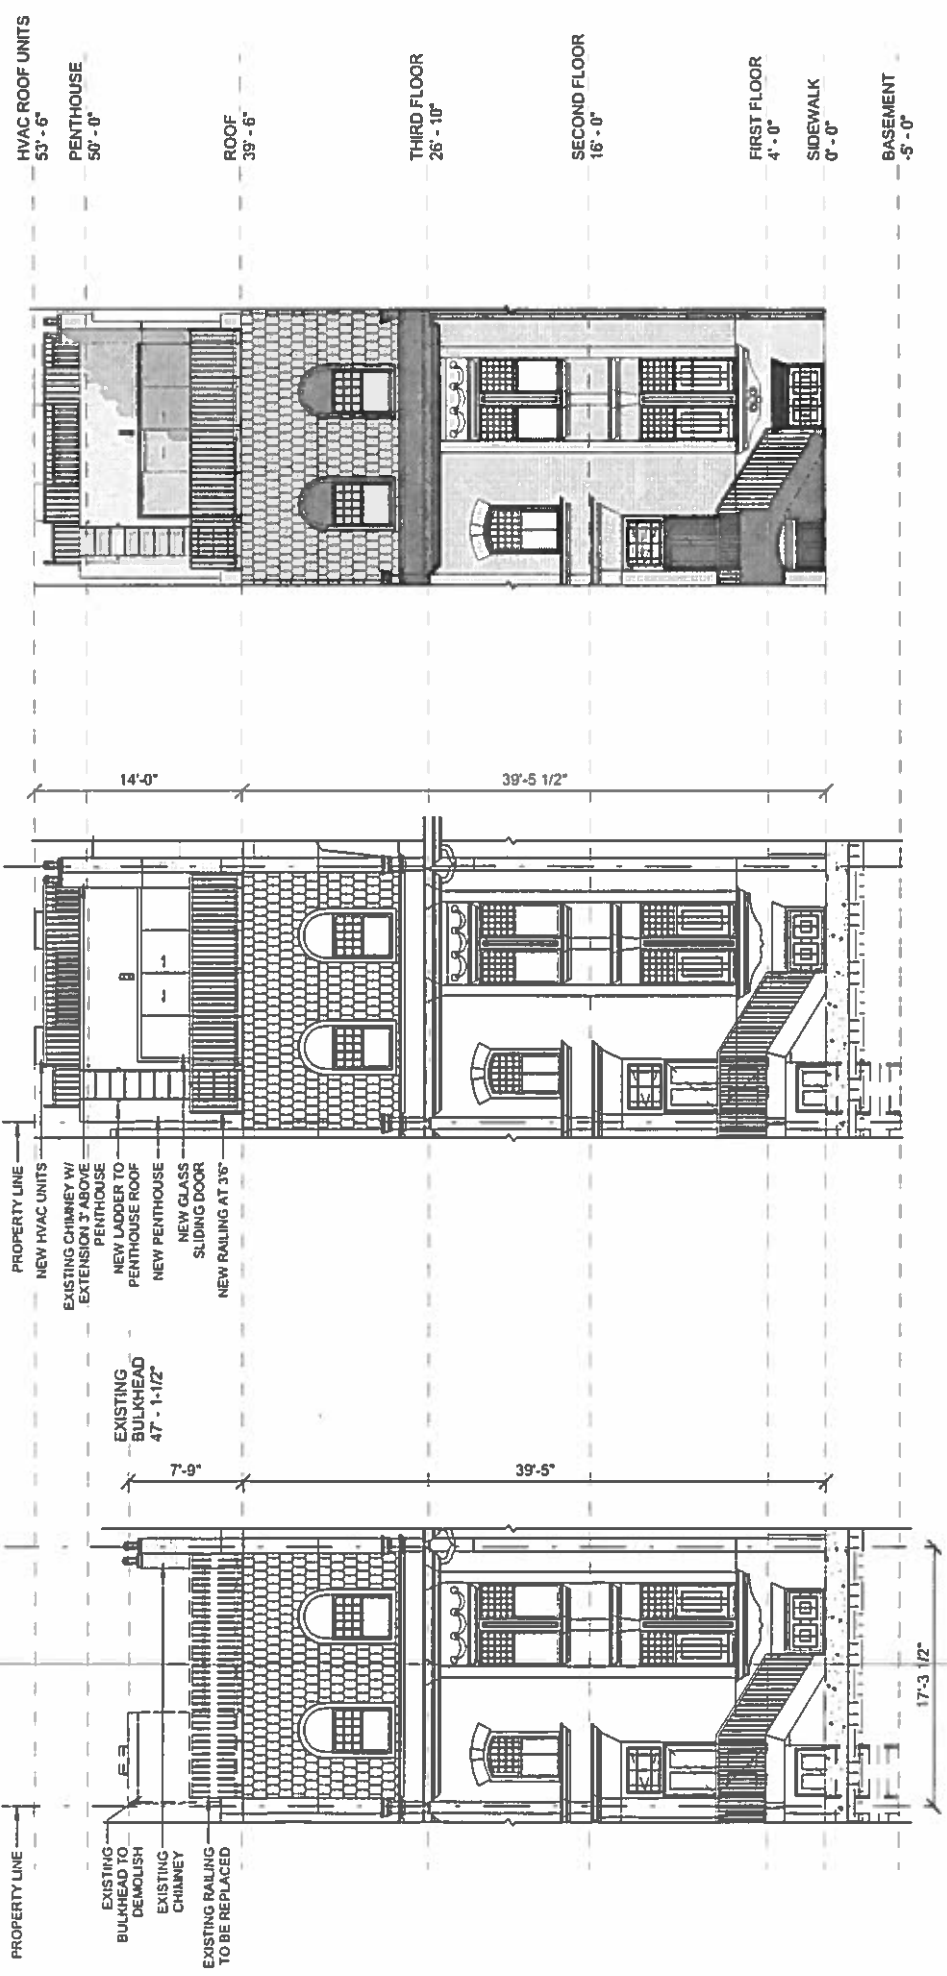 HVAC ROOF UNITS
53' - 6"
PENTHOUSE
50' - 0"
ROOF
39' - 6"
THIRD FLOOR
26' - 10"
SECOND FLOOR
16' - 0"
FIRST FLOOR
4' - 0"
SIDEWALK
0" - 0"
BASEMENT
-5' - 0"
14'-0"
39'-5 1/2"
PROPERTY LINE
NEW HVAC UNITS
EXISTING CHIMNEY W/
EXTENSION 3' ABOVE
PENTHOUSE
NEW LADDER TO
PENTHOUSE ROOF
NEW PENTHOUSE
NEW GLASS
SLIDING DOOR
NEW RAILING AT 3'6"
EXISTING
BULKHEAD
47' - 1-1/2"
7'-9"
39'-5"
PROPERTY LINE
EXISTING
BULKHEAD TO
DEMOLISH
EXISTING
CHIMNEY
EXISTING RAILING
TO BE REPLACED
17'-3 1/2"